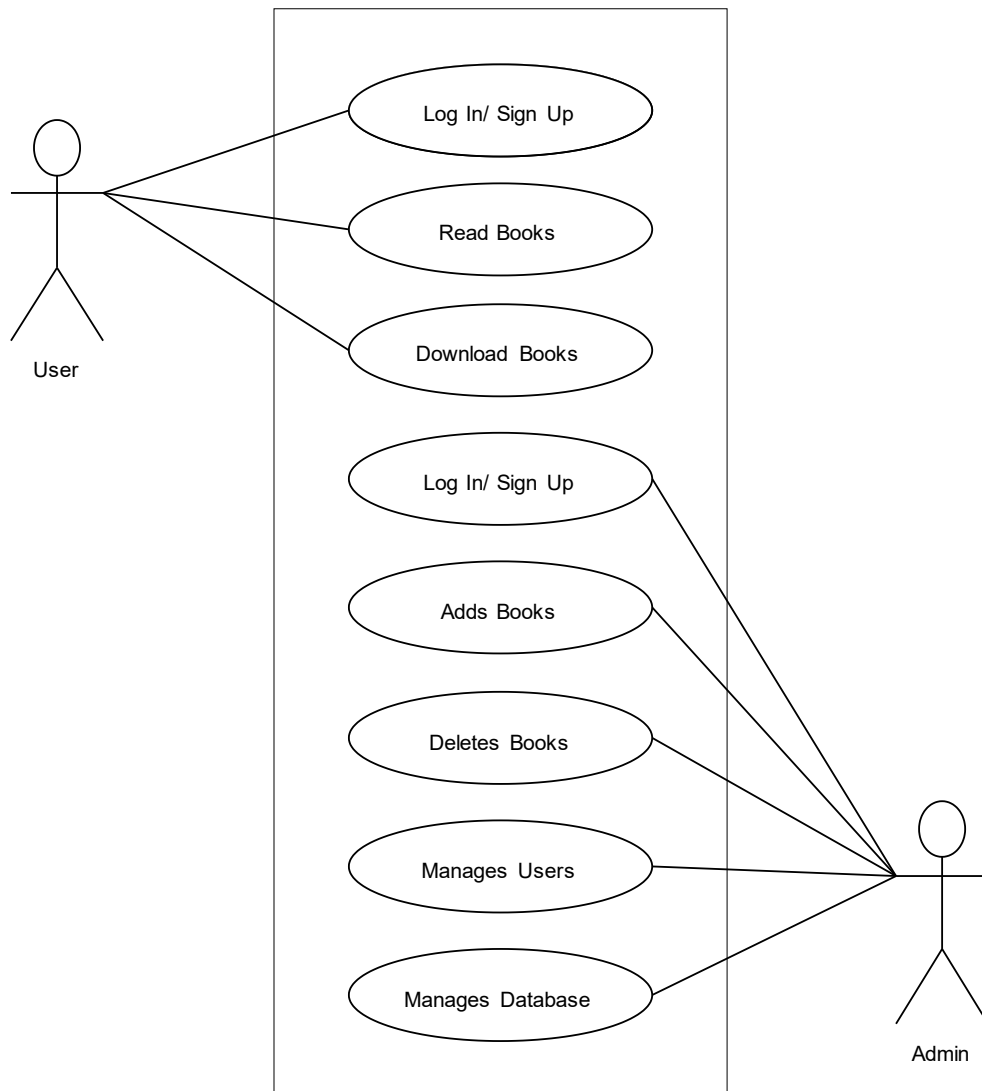 Log In/ Sign Up
Read Books
Download Books
User
Log In/ Sign Up
Adds Books
Deletes Books
Manages Users
Manages Database
Admin